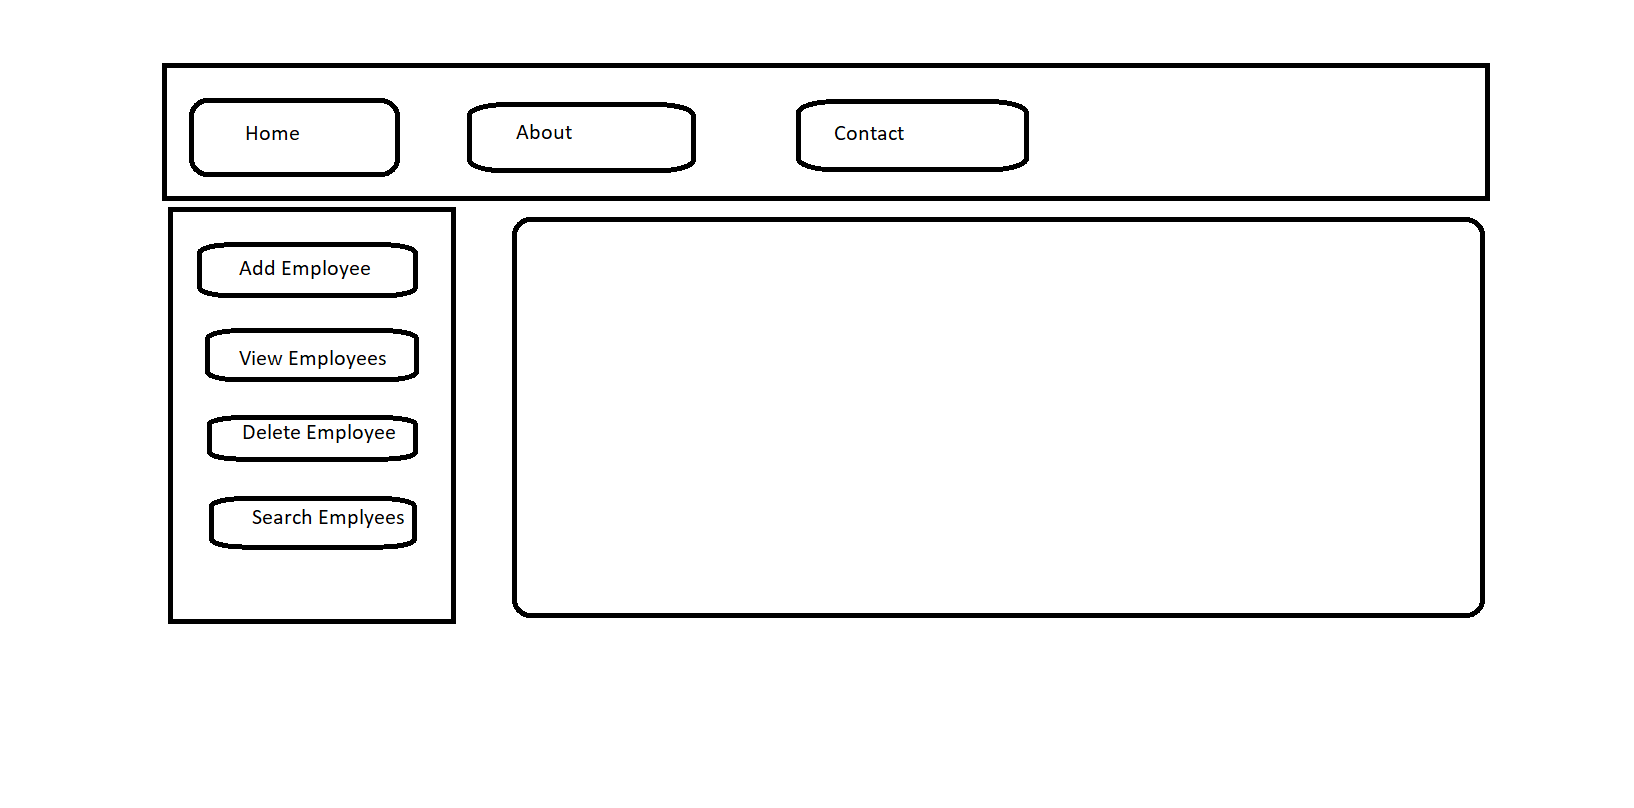 Home
About
Contact
Add Employee
View Employees
Delete Employee
Search Emplyees